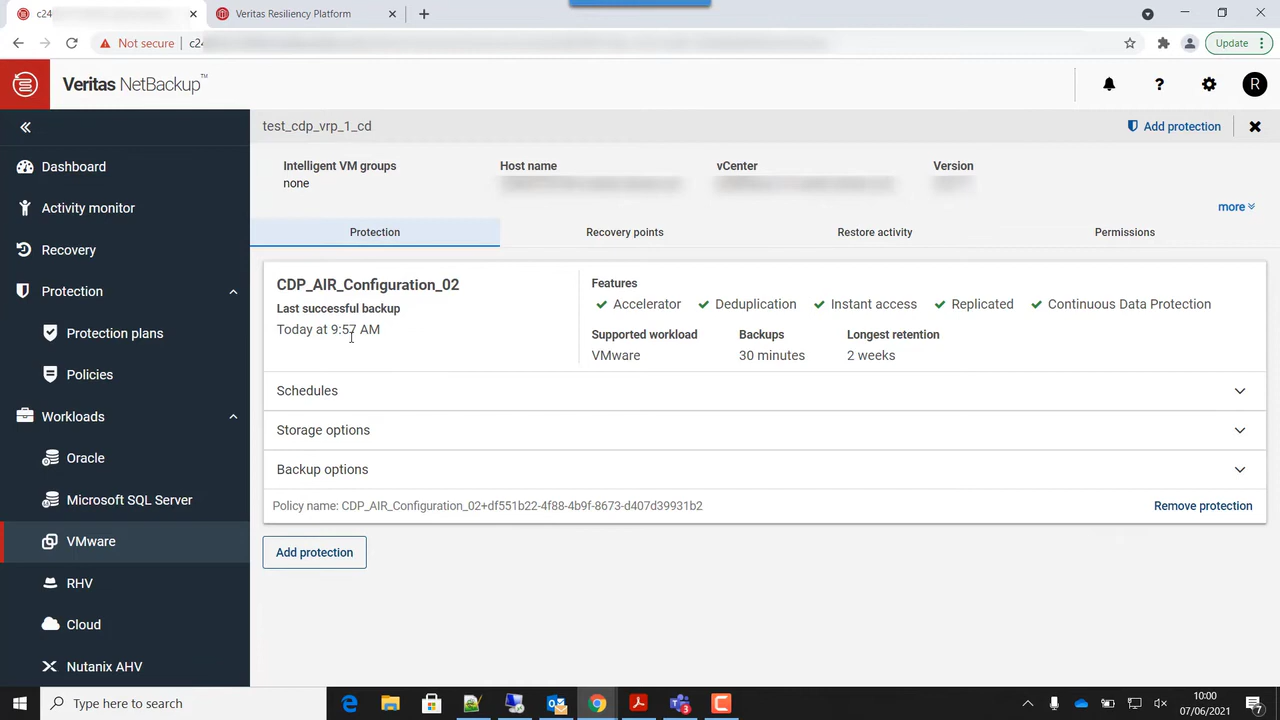 c24
Veritas Resiliency Platform
Not secure
c24
Update
Veritas NetBackup™
R
test_cdp_vrp_1_cd
Add protection
Intelligent VM groups
none
Host name
vCenter
Version
more
Protection
Recovery points
Restore activity
Permissions
CDP_AIR_Configuration_02
Last successful backup
Today at 9:57 AM
Features
Accelerator
Deduplication
Instant access
Replicated
Continuous Data Protection
Supported workload
VMware
Backups
30 minutes
Longest retention
2 weeks
Schedules
Storage options
Backup options
Policy name: CDP_AIR_Configuration_02+df551b22-4f88-4b9f-8673-d407d39931b2
Remove protection
Add protection
Dashboard
Activity monitor
Recovery
Protection
Protection plans
Policies
Workloads
Oracle
Microsoft SQL Server
VMware
RHV
Cloud
Nutanix AHV
Type here to search
10:00
07/06/2021